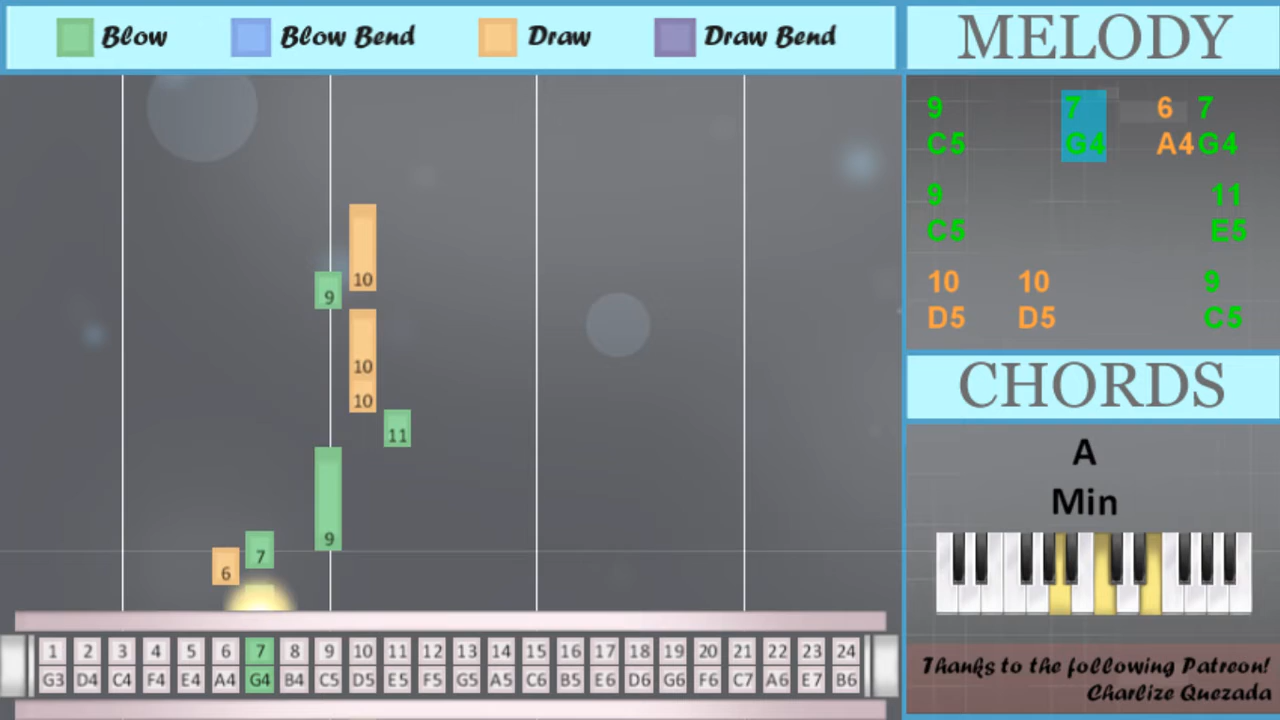 Blow Blow Bend Draw Draw Bend
MELODY
9 7 6 7
C5 G4 A4 G4
9 11
C5 E5
10 10 9
D5 D5 C5
10
9
10
10
11
9
7
6
CHORDS
A
Min
1 2 3 4 5 6 7 8 9 10 11 12 13 14 15 16 17 18 19 20 21 22 23 24
G3 D4 C4 F4 E4 A4 G4 B4 C5 D5 E5 F5 G5 A5 C6 B5 E6 D6 G6 F6 C7 A6 E7 B6
Thanks to the following Patreon!
Charlize Quezada